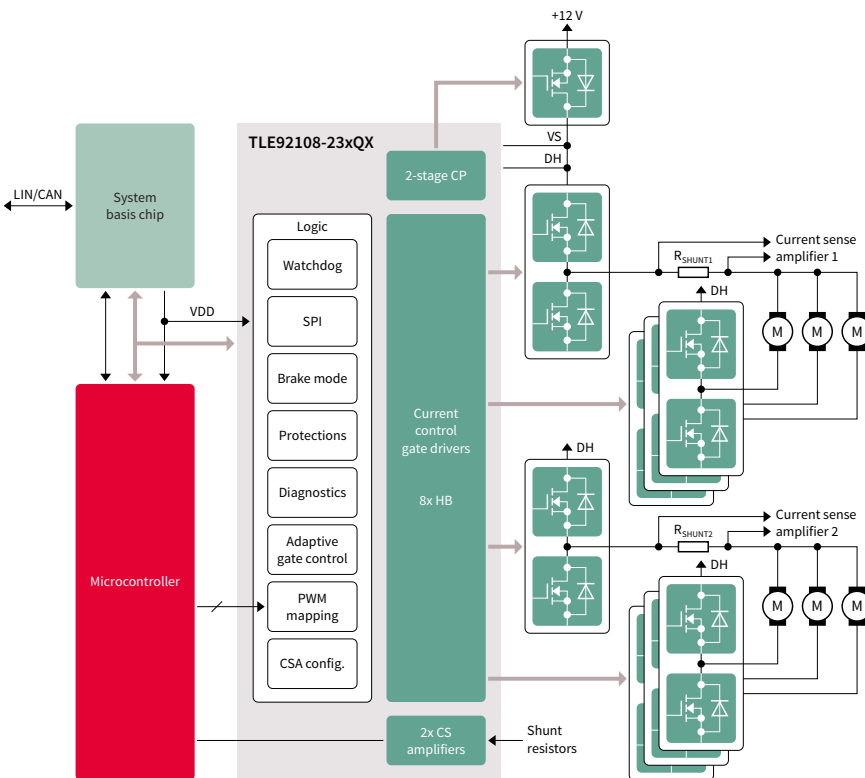 +12 V
TLE92108-23xQX
VS
DH
2-stage CP
LIN/CAN
System
basis chip
Logic
Watchdog
SPI
Brake mode
Protections
Diagnostics
Adaptive
gate control
PWM
mapping
CSA config.
VDD
Microcontroller
Current
control
gate drivers
8x HB
2x CS
amplifiers
Shunt
resistors
RSHUNT1
Current sense
amplifier 1
DH
M
M
M
DH
RSHUNT2
Current sense
amplifier 2
DH
M
M
M